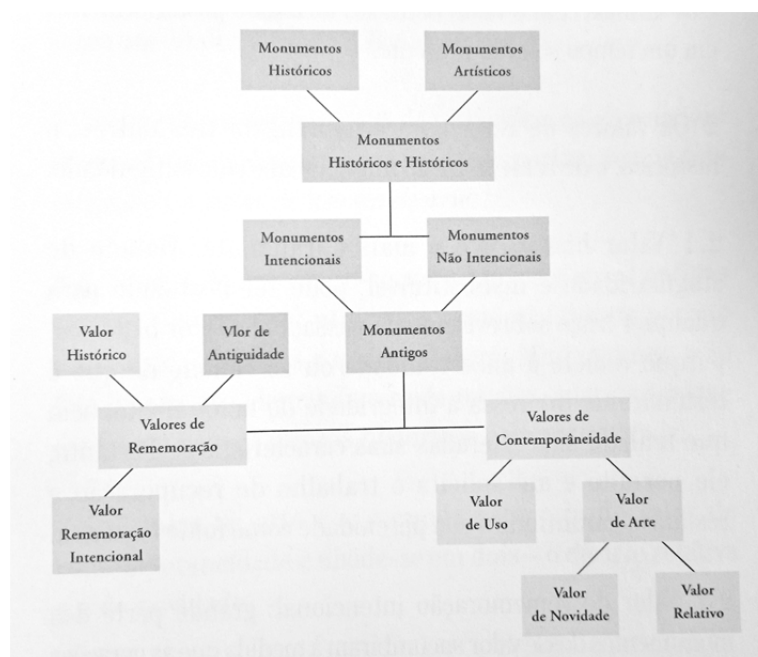 Monumentos
Históricos
Monumentos
Artísticos
Monumentos
Históricos e Históricos
Monumentos
Intencionais
Monumentos
Não Intencionais
Valor
Histórico
Vlor de
Antiguidade
Monumentos
Antigos
Valores de
Rememoração
Valores de
Contemporâneidade
Valor
Rememoração
Intencional
Valor
de Uso
Valor
de Arte
Valor
de Novidade
Valor
Relativo